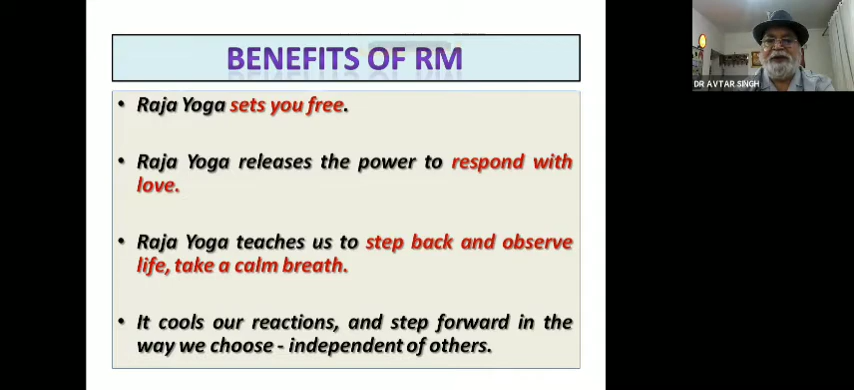 BENEFITS OF RM
DR AVTAR SINGH
• Raja Yoga sets you free.
• Raja Yoga releases the power to respond with
love.
• Raja Yoga teaches us to step back and observe
life, take a calm breath.
• It cools our reactions, and step forward in the
way we choose - independent of others.